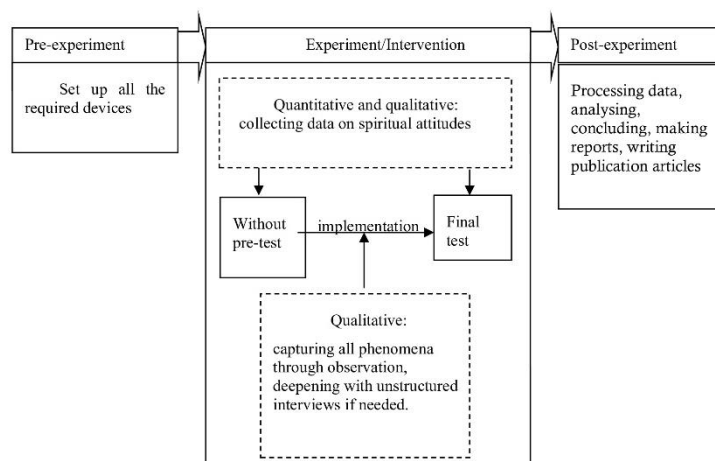 Pre-experiment
Experiment/Intervention
Post-experiment
Set up all the
required devices
Quantitative and qualitative:
collecting data on spiritual attitudes
Processing data,
analysing,
concluding, making
reports, writing
publication articles
Without
pre-test
implementation
Final
test
Qualitative:
capturing all phenomena
through observation,
deepening with unstructured
interviews if needed.